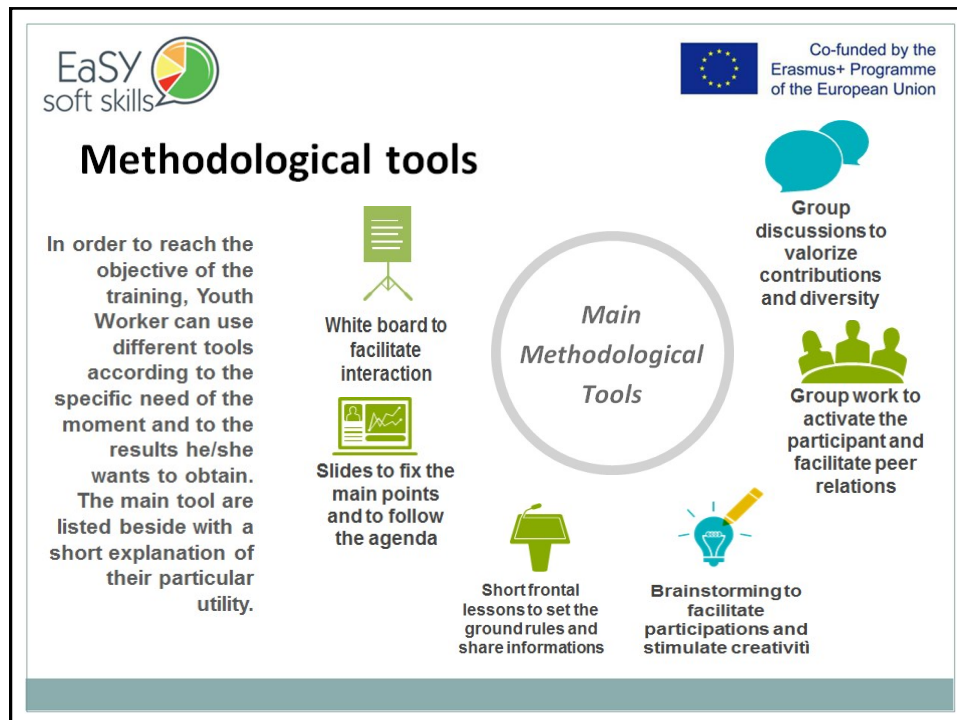 EaSY
soft skills
Co-funded by the
Erasmus+ Programme
of the European Union
Methodological tools
In order to reach the
objective of the
training, Youth
Worker can use
different tools
according to the
specific need of the
moment and to the
results he/she
wants to obtain.
The main tool are
listed beside with a
short explanation of
their particular
utility.
White board to
facilitate
interaction
Slides to fix the
main points
and to follow
the agenda
Main
Methodological
Tools
Group
discussions to
valorize
contributions
and diversity
Group work to
activate the
participant and
facilitate peer
relations
Short frontal
lessons to set the
ground rules and
share informations
Brainstorming to
facilitate
participations and
stimulate creativitì